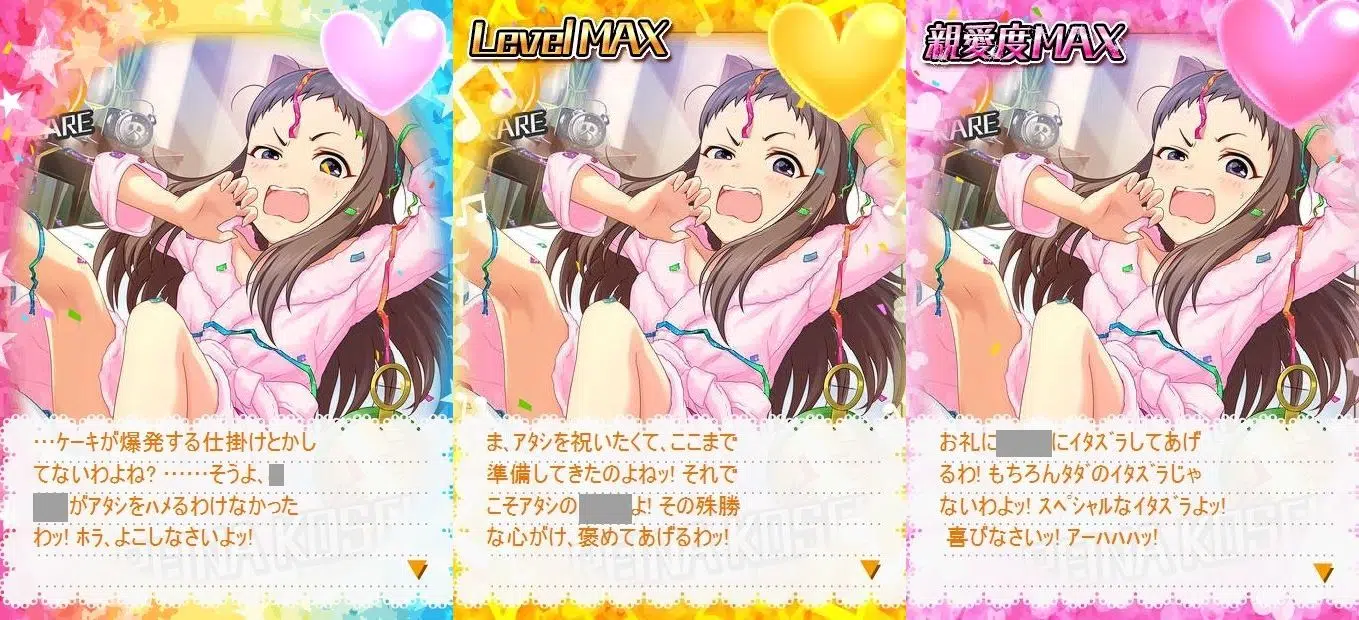 RARE
…ケーキが爆発する仕掛けとかし
てないわよね? ……そうよ、
がアタシをハメるわけなかった
わッ! ホラ、よこしなさいよッ!
Level MAX
RARE
ま、アタシを祝いたくて、ここまで
準備してきたのよねッ! それで
こそアタシの よ! その殊勝
な心がけ、褒めてあげるわッ!
親愛度MAX
RARE
お礼に にイタズラしてあげ
るわ! もちろんタダのイタズラじゃ
ないわよッ! スペシャルなイタズラよッ!
喜びなさいッ! アーハハハッ!